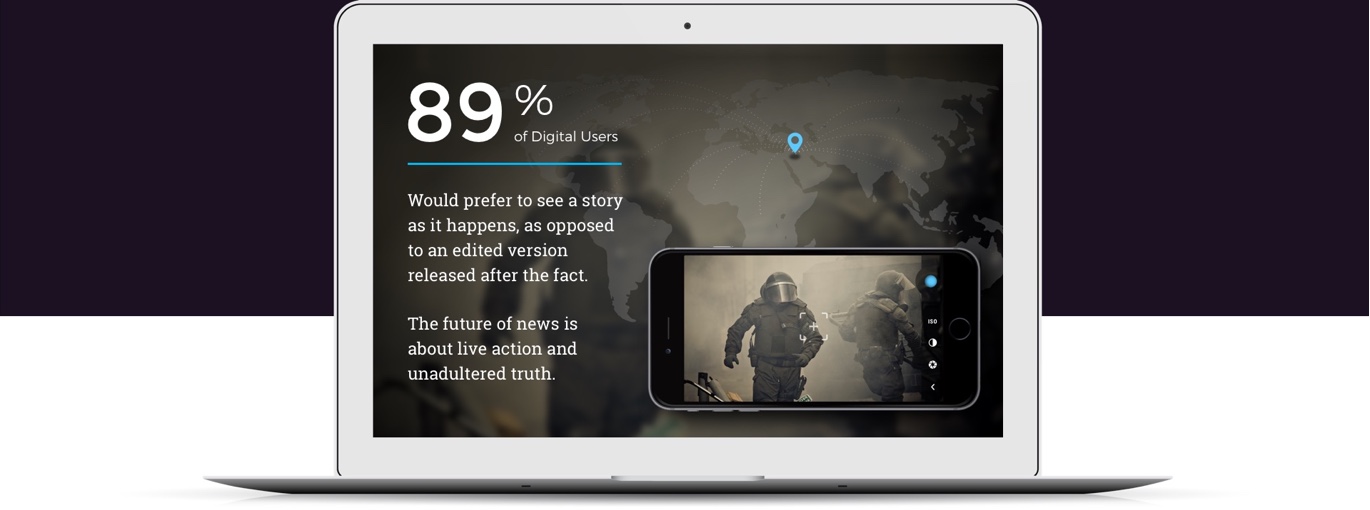 89%
of Digital Users
Would prefer to see a story
as it happens, as opposed
to an edited version
released after the fact.
The future of news is
about live action and
unadultered truth.
ISO